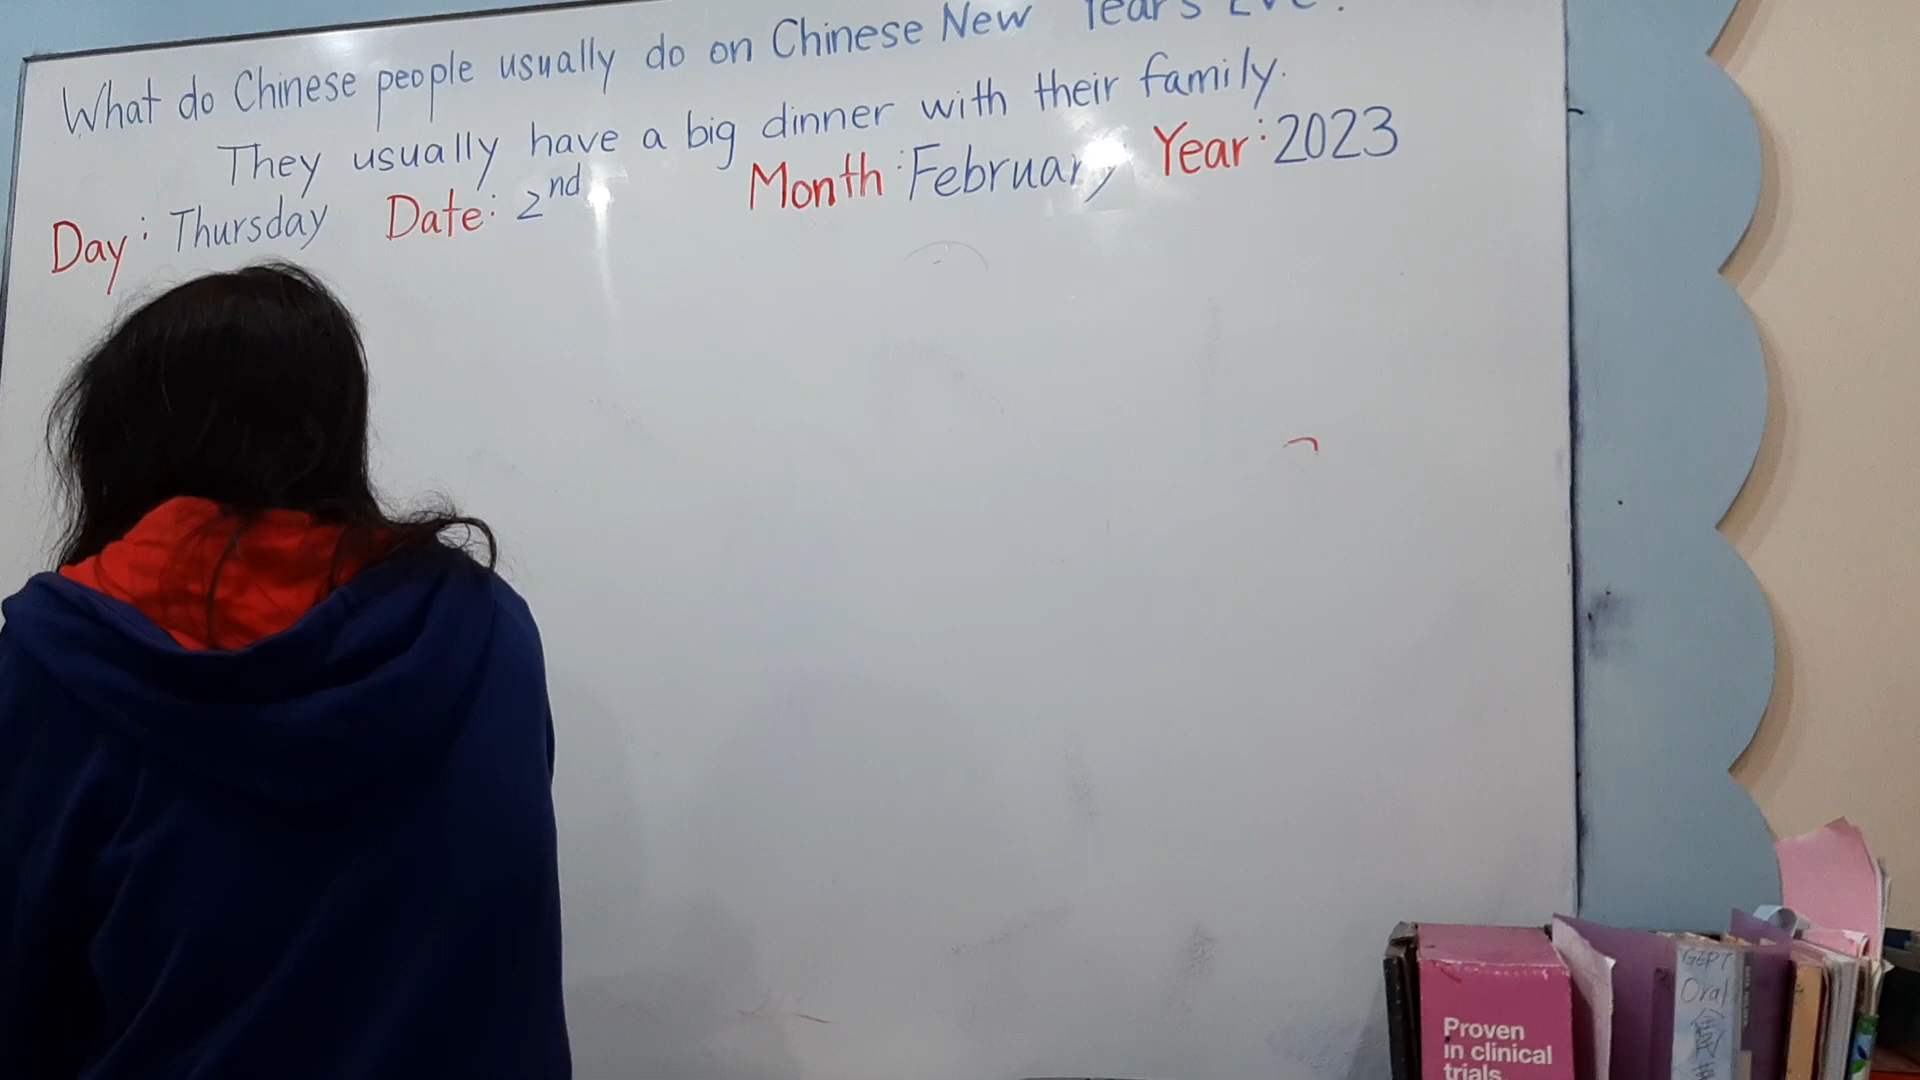 What do Chinese people usually do on Chinese New Year's Eve?
They usually have a big dinner with their family.
Day: Thursday Date: 2nd Month: February Year: 2023
Proven
in clinical
trials
GEPT
Oral